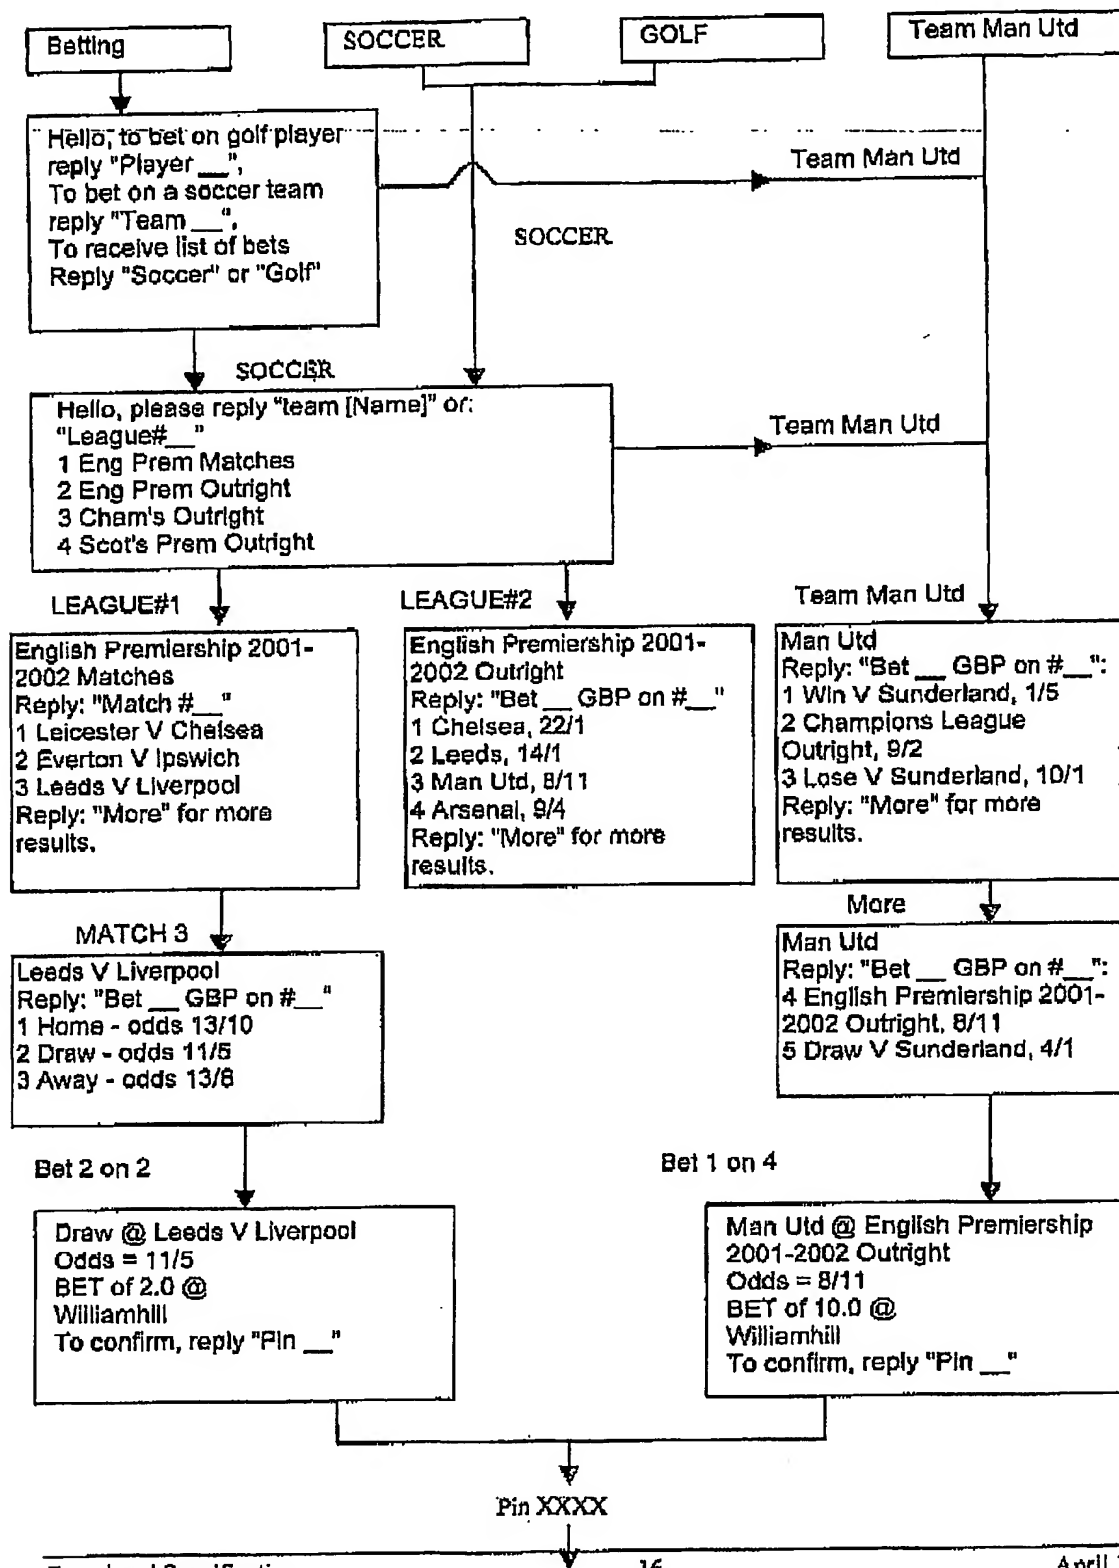 Betting
SOCCER
GOLF
Team Man Utd
Hello, to bet on golf player
reply "Player __",
To bet on a soccer team
reply "Team __",
To receive list of bets
Reply "Soccer" or "Golf"
Team Man Utd
SOCCER
SOCCER
Hello, please reply "team [Name]" or:
"League#__"
1 Eng Prem Matches
2 Eng Prem Outright
3 Cham's Outright
4 Scot's Prem Outright
Team Man Utd
LEAGUE#1
LEAGUE#2
Team Man Utd
English Premiership 2001-
2002 Matches
Reply: "Match #__"
1 Leicester V Chelsea
2 Everton V Ipswich
3 Leeds V Liverpool
Reply: "More" for more
results.
English Premiership 2001-
2002 Outright
Reply: "Bet __ GBP on #__"
1 Chelsea, 22/1
2 Leeds, 14/1
3 Man Utd, 8/11
4 Arsenal, 9/4
Reply: "More" for more
results.
Man Utd
Reply: "Bet __ GBP on #__":
1 Win V Sunderland, 1/5
2 Champions League
Outright, 9/2
3 Lose V Sunderland, 10/1
Reply: "More" for more
results.
MATCH 3
More
Leeds V Liverpool
Reply: "Bet __ GBP on #__"
1 Home - odds 13/10
2 Draw - odds 11/5
3 Away - odds 13/8
Man Utd
Reply: "Bet __ GBP on #__":
4 English Premiership 2001-
2002 Outright, 8/11
5 Draw V Sunderland, 4/1
Bet 2 on 2
Bet 1 on 4
Draw @ Leeds V Liverpool
Odds = 11/5
BET of 2.0 @
Williamhill
To confirm, reply "Pin __"
Man Utd @ English Premiership
2001-2002 Outright
Odds = 8/11
BET of 10.0 @
Williamhill
To confirm, reply "Pin __"
Pin XXXX
16
April